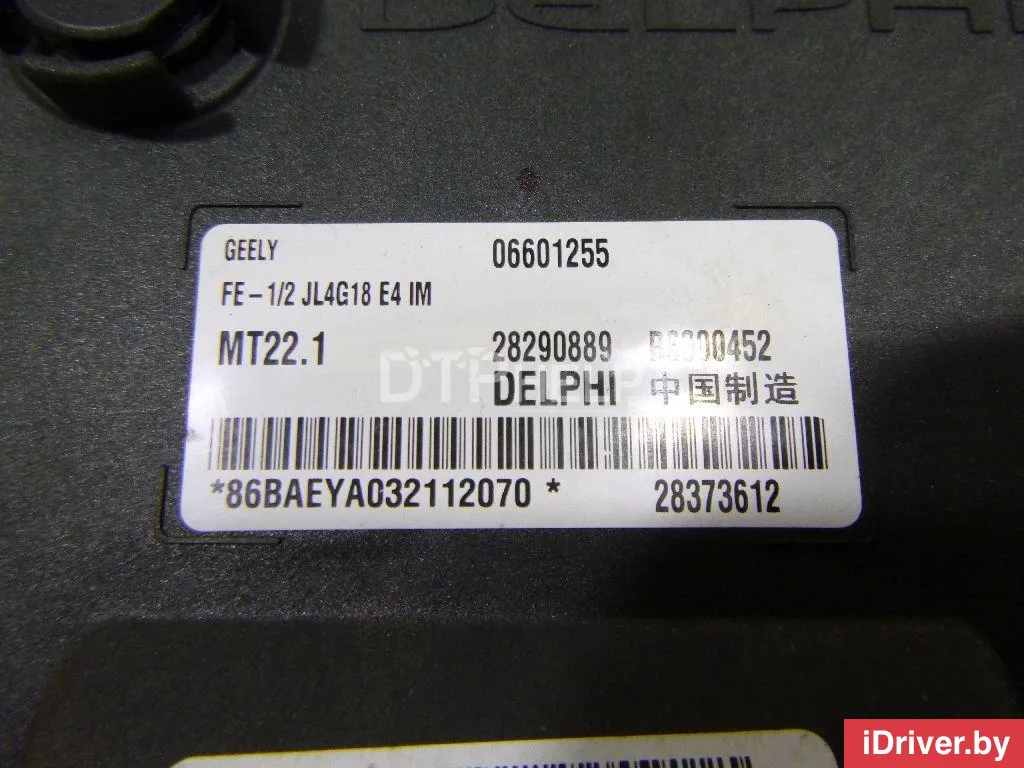 DELPHI
GEELY 06601255
FE-1/2 JL4G18 E4 IM
MT22.1 28290889
DELPHI 中国制造
*86BAEYA032112070 * 28373612
iDriver.by